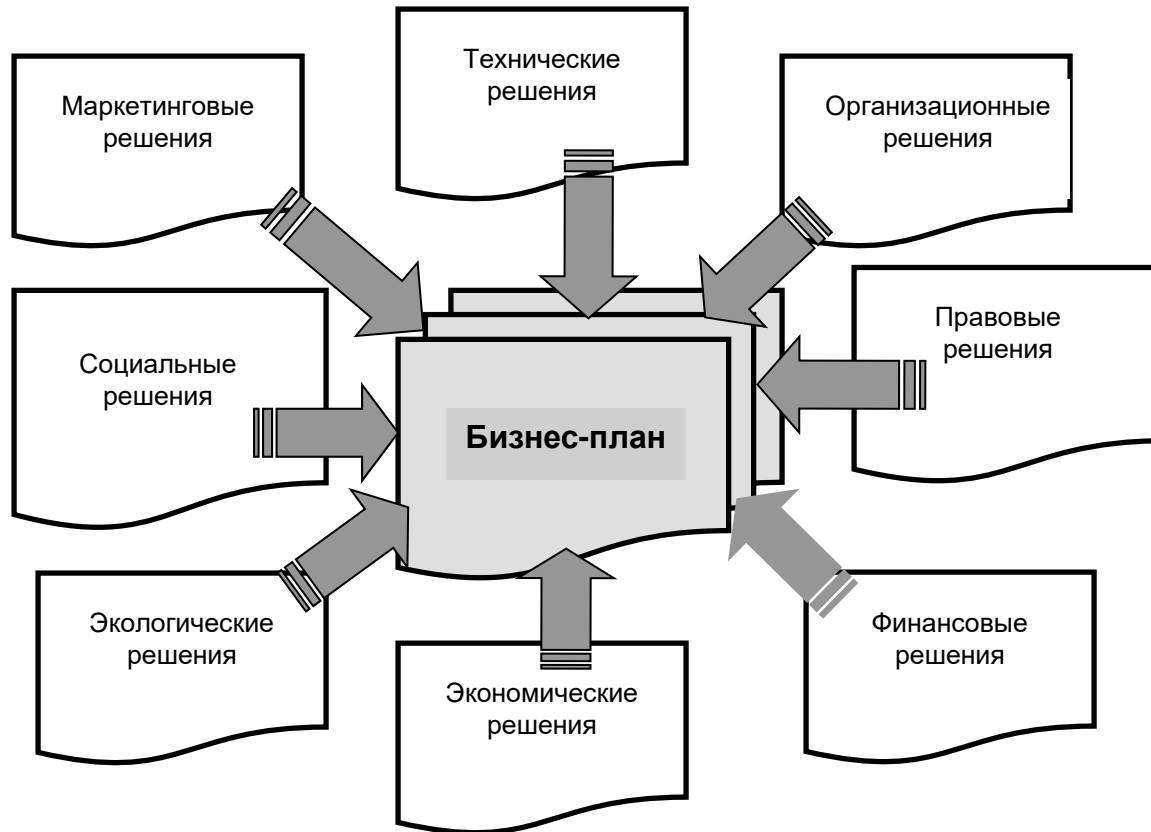 Технические
решения
Маркетинговые
решения
Организационные
решения
Правовые
решения
Социальные
решения
Бизнес-план
Экологические
решения
Финансовые
решения
Экономические
решения